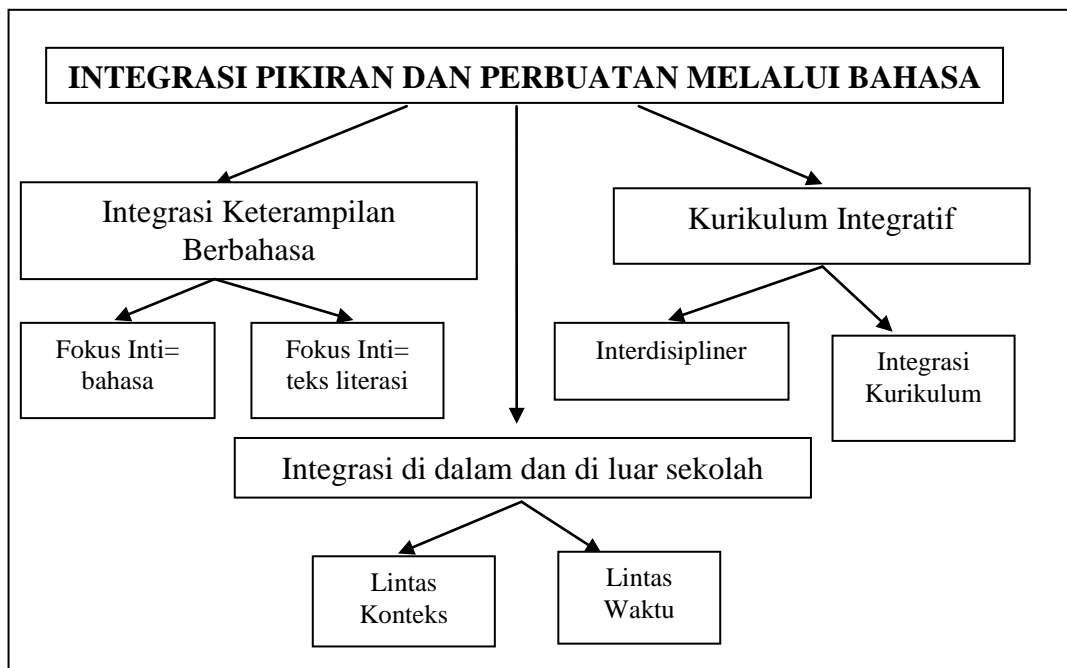 INTEGRASI PIKIRAN DAN PERBUATAN MELALUI BAHASA
Integrasi Keterampilan
Berbahasa
Kurikulum Integratif
Fokus Inti=
bahasa
Fokus Inti=
teks literasi
Interdisipliner
Integrasi
Kurikulum
Integrasi di dalam dan di luar sekolah
Lintas
Konteks
Lintas
Waktu